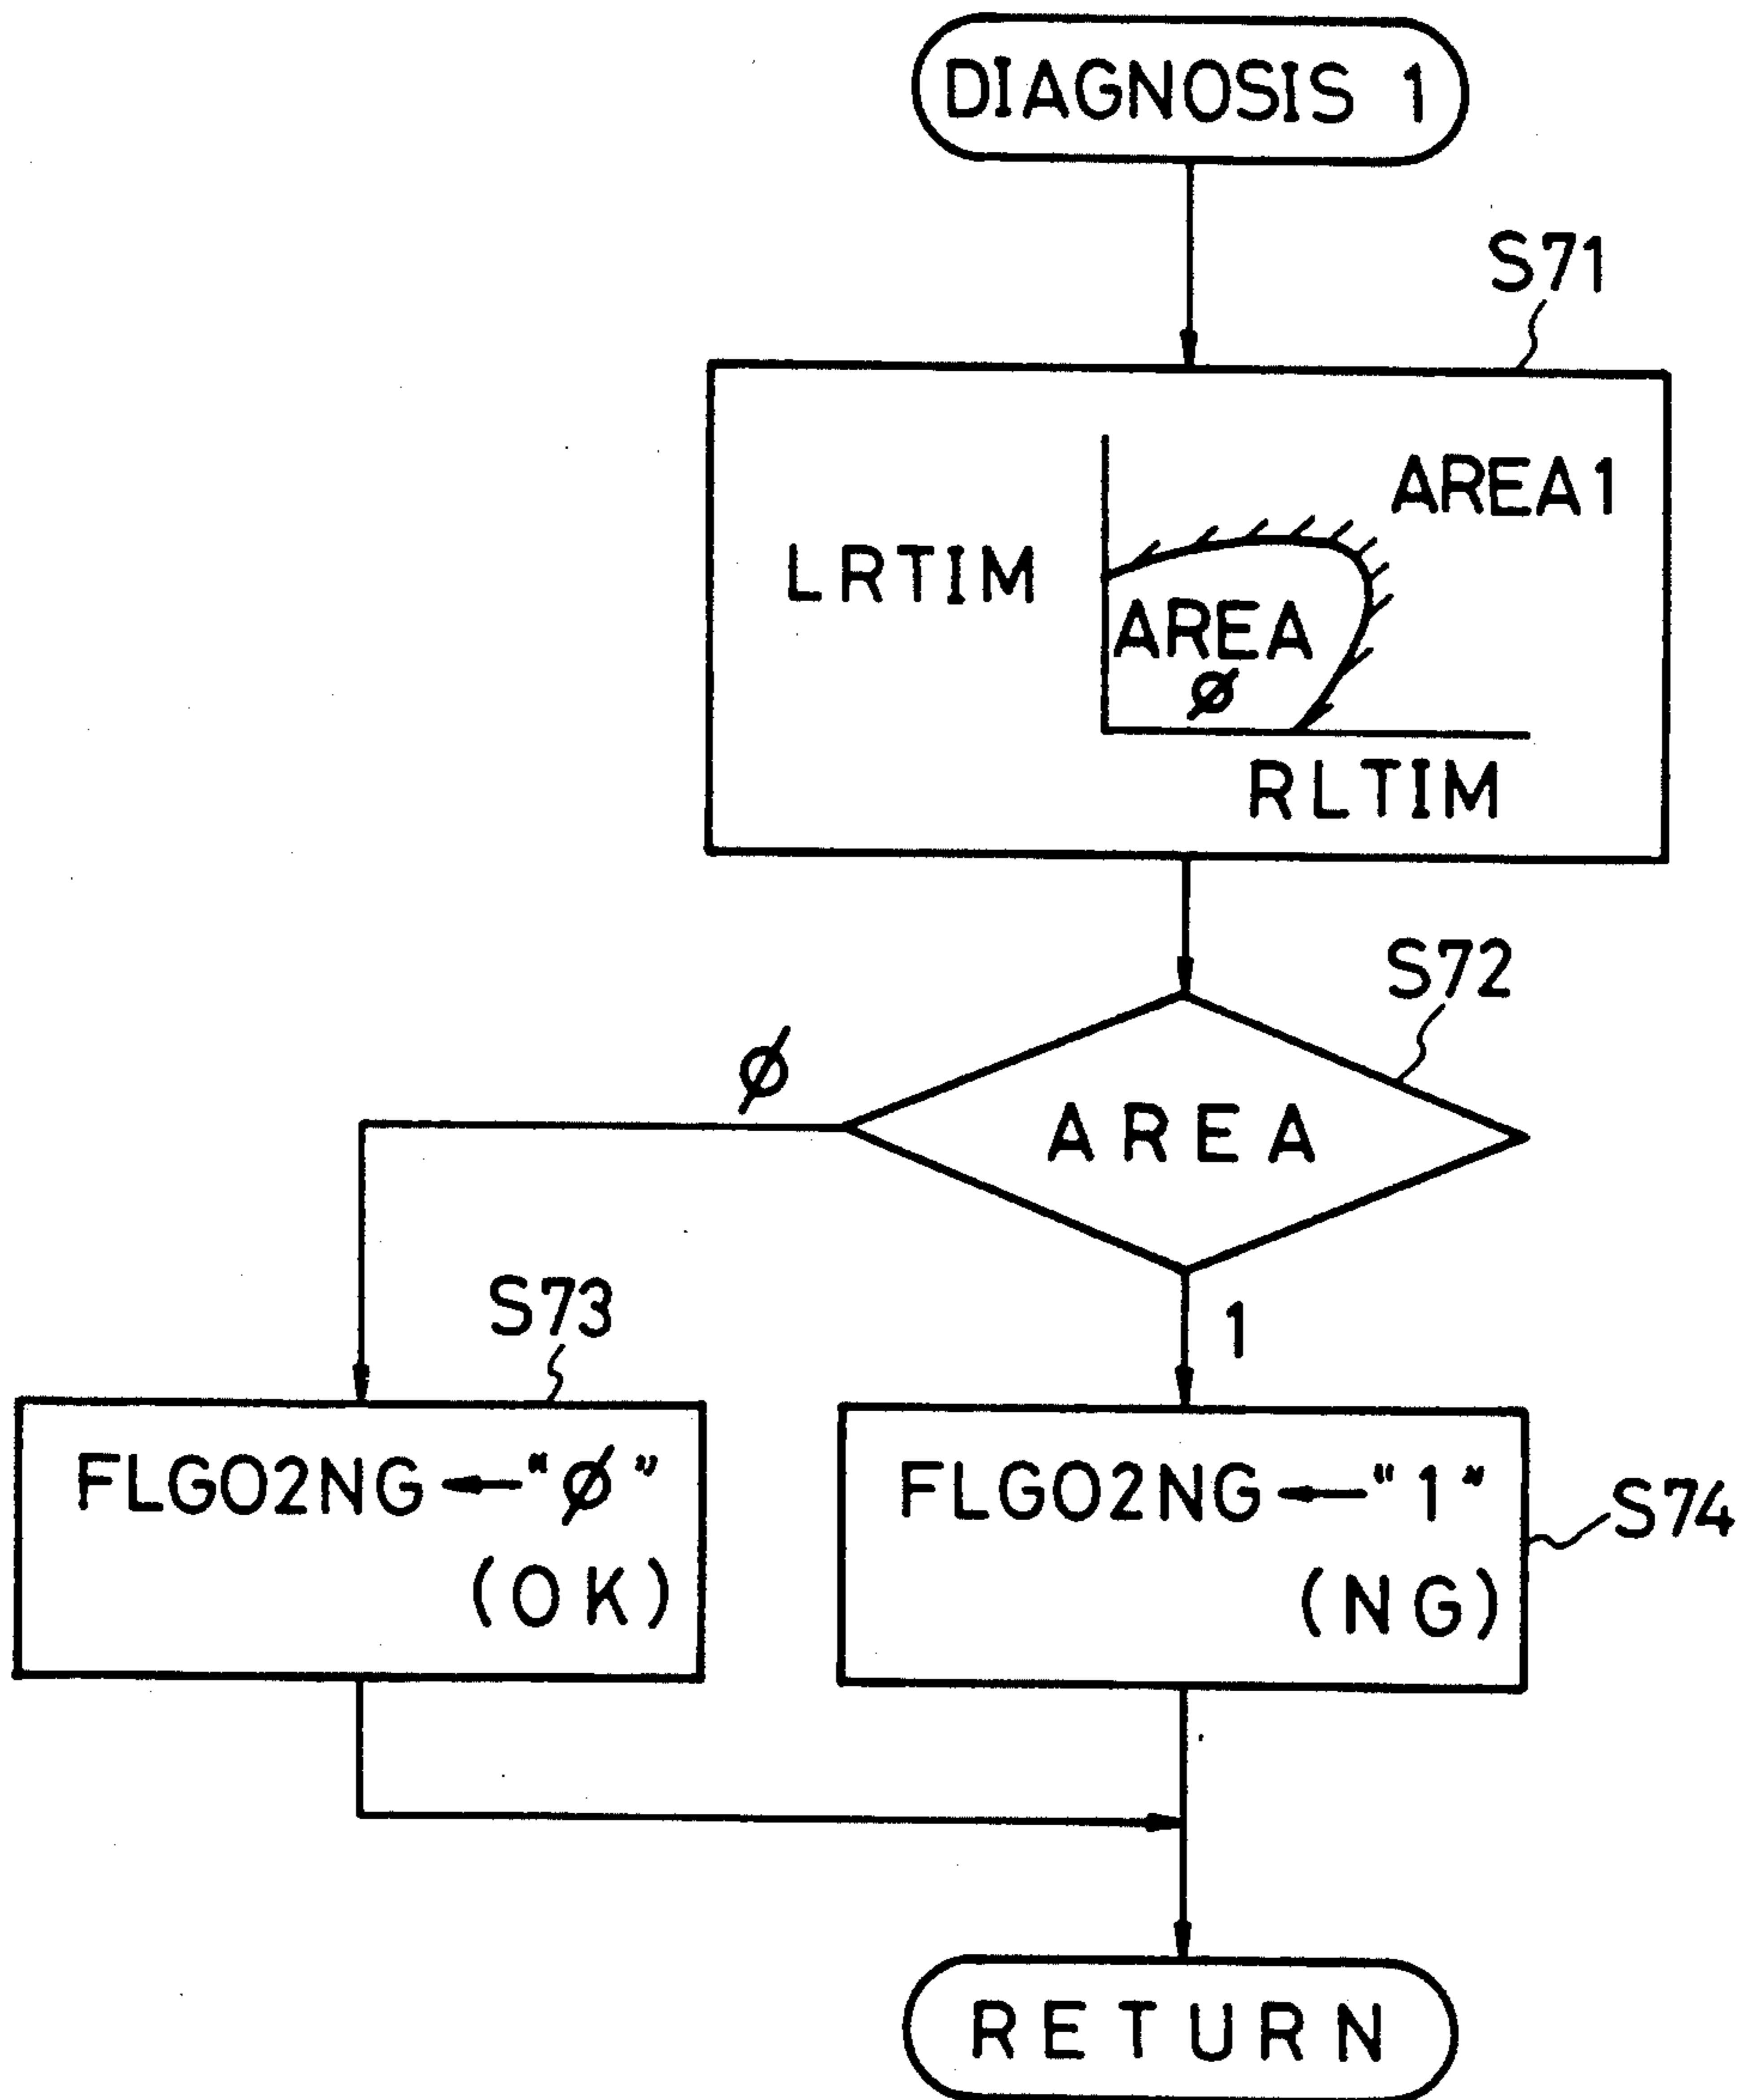 DIAGNOSIS 1
S71
AREA1
LRTIM
AREA
Ø
RLTIM
S72
Ø
AREA
S73
1
FLGO2NG←"Ø"
(OK)
FLGO2NG←"1"
(NG)
S74
RETURN